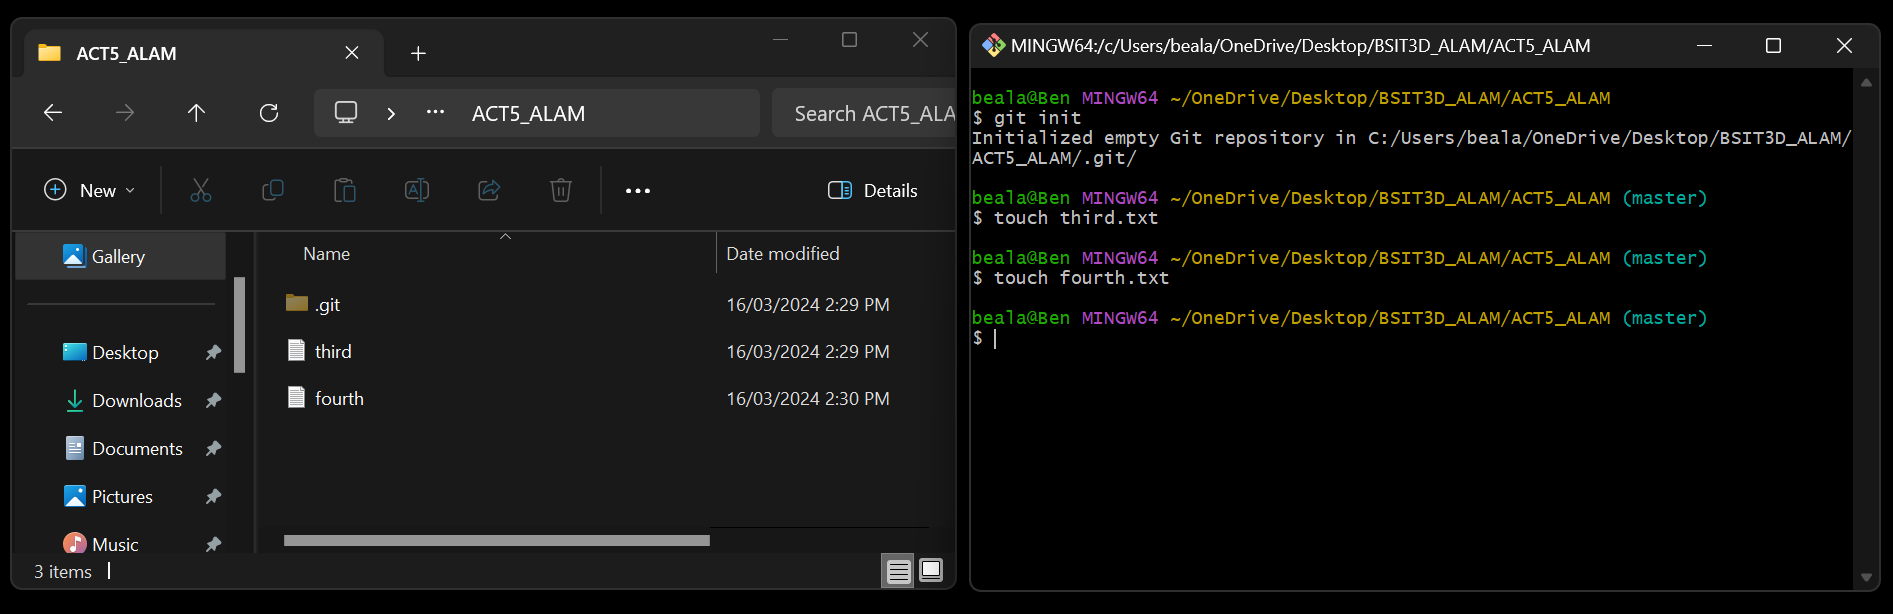 ACT5_ALAM
ACT5_ALAM
Search ACT5_ALA
New
Details
Gallery
Desktop
Downloads
Documents
Pictures
Music
Name Date modified
.git 16/03/2024 2:29 PM
third 16/03/2024 2:29 PM
fourth 16/03/2024 2:30 PM
3 items
MINGW64:/c/Users/beala/OneDrive/Desktop/BSIT3D_ALAM/ACT5_ALAM
beala@Ben MINGW64 ~/OneDrive/Desktop/BSIT3D_ALAM/ACT5_ALAM
$ git init
Initialized empty Git repository in C:/Users/beala/OneDrive/Desktop/BSIT3D_ALAM/
ACT5_ALAM/.git/
beala@Ben MINGW64 ~/OneDrive/Desktop/BSIT3D_ALAM/ACT5_ALAM (master)
$ touch third.txt
beala@Ben MINGW64 ~/OneDrive/Desktop/BSIT3D_ALAM/ACT5_ALAM (master)
$ touch fourth.txt
beala@Ben MINGW64 ~/OneDrive/Desktop/BSIT3D_ALAM/ACT5_ALAM (master)
$